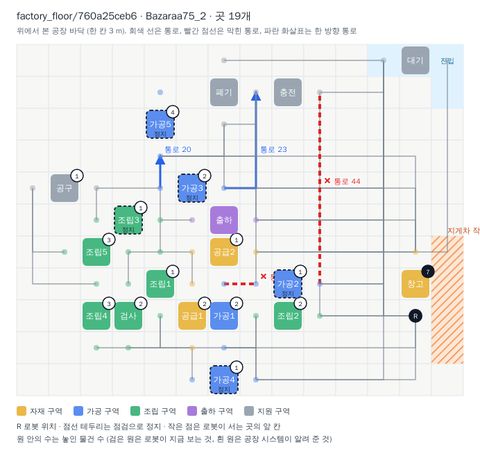 factory_floor/760a25ceb6 · Bazaraa75_2 · 곳 19개
위에서 본 공장 바닥 (한 칸 3 m). 회색 선은 통로, 빨간 점선은 막힌 통로, 파란 화살표는 한 방향 통로
대기
진입
폐기
충전
4
가공5
정지
통로 20
통로 23
1
공구
2
가공3
정지
통로 44
1
조립3
정지
출하
지게차 작
3
조립5
1
공급2
1
조립1
1
가공2
정지
7
창고
4
조립4
2
검사
2
공급1
2
가공1
2
조립2
R
1
가공4
정지
자재 구역
가공 구역
조립 구역
출하 구역
지원 구역
R 로봇 위치 · 점선 테두리는 점검으로 정지 · 작은 점은 로봇이 서는 곳의 앞 칸
원 안의 수는 놓인 물건 수 (검은 원은 로봇이 지금 보는 것, 흰 원은 공장 시스템이 알려 준 것)